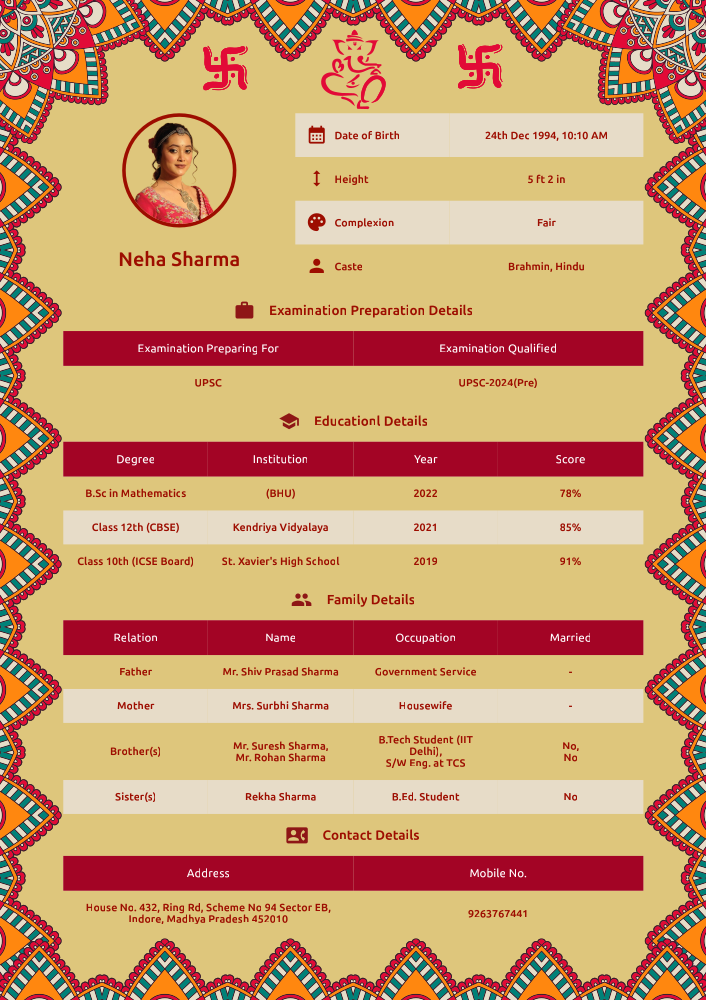 Date of Birth 24th Dec 1994, 10:10 AM
Height 5 ft 2 in
Complexion Fair
Caste Brahmin, Hindu
Neha Sharma
Examination Preparation Details
Examination Preparing For Examination Qualified
UPSC UPSC-2024(Pre)
Educationl Details
Degree Institution Year Score
B.Sc in Mathematics (BHU) 2022 78%
Class 12th (CBSE) Kendriya Vidyalaya 2021 85%
Class 10th (ICSE Board) St. Xavier's High School 2019 91%
Family Details
Relation Name Occupation Married
Father Mr. Shiv Prasad Sharma Government Service -
Mother Mrs. Surbhi Sharma Housewife -
Brother(s) Mr. Suresh Sharma,
Mr. Rohan Sharma
B.Tech Student (IIT
Delhi),
S/W Eng. at TCS
No,
No
Sister(s) Rekha Sharma B.Ed. Student No
Contact Details
Address Mobile No.
House No. 432, Ring Rd, Scheme No 94 Sector EB,
Indore, Madhya Pradesh 452010
9263767441